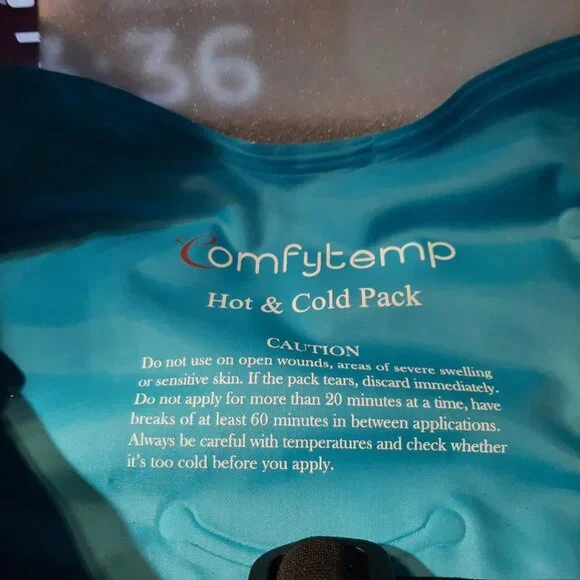 :36
Comfytemp
Hot & Cold Pack
CAUTION
Do not use on open wounds, areas of severe swelling
or sensitive skin. If the pack tears, discard immediately.
Do not apply for more than 20 minutes at a time, have
breaks of at least 60 minutes in between applications.
Always be careful with temperatures and check whether
it's too cold before you apply.